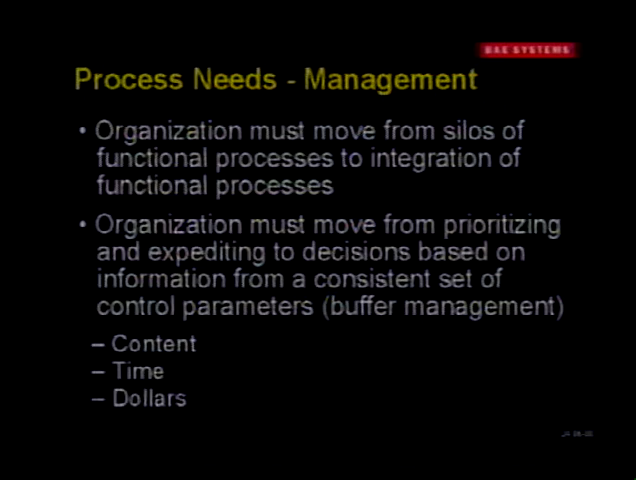 BAE SYSTEMS
Process Needs - Management
• Organization must move from silos of
functional processes to integration of
functional processes
• Organization must move from prioritizing
and expediting to decisions based on
information from a consistent set of
control parameters (buffer management)
– Content
– Time
– Dollars